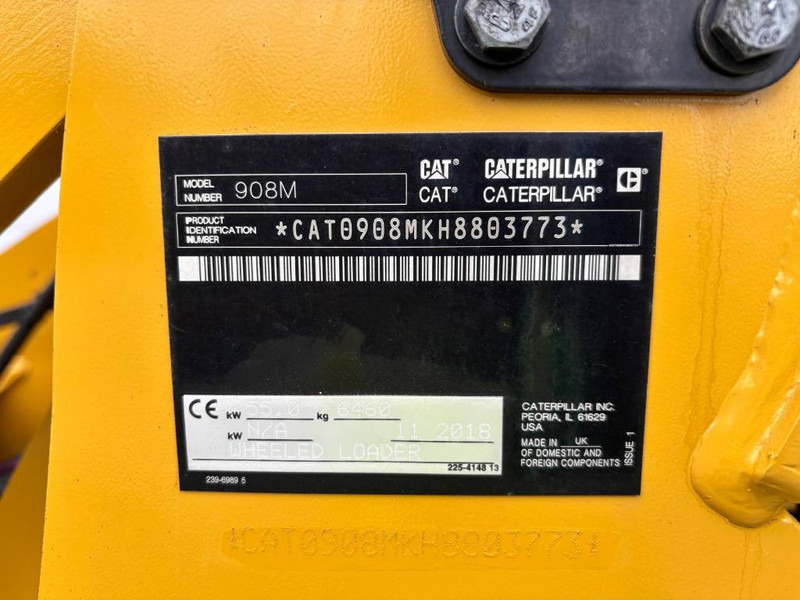 CAT® CATERPILLAR®
MODEL NUMBER 908M
CAT® CATERPILLAR®
PRODUCT IDENTIFICATION NUMBER *CAT0908MKH8803773*
CE kW 55.0 kg 6460
kW N/A 11 2018
WHEELED LOADER
225-4148 13
239-6989 5
CATERPILLAR INC.
PEORIA, IL 61629
USA
MADE IN UK
OF DOMESTIC AND
FOREIGN COMPONENTS
ISSUE 1
*CAT0908MKH8803773*